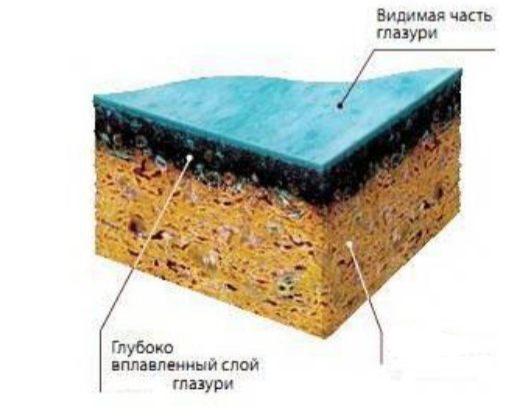 Видимая часть
глазури
Глубоко
вплавленный слой
глазури